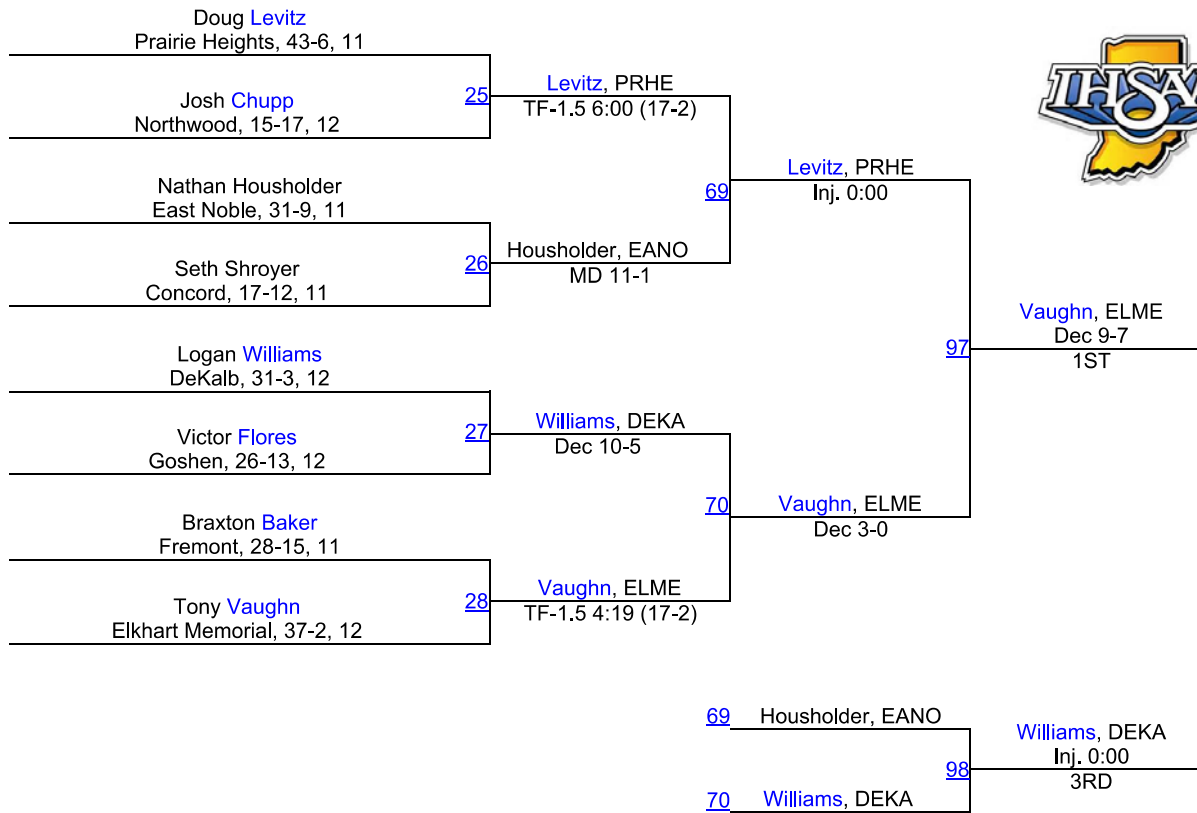 Doug Levitz
Prairie Heights, 43-6, 11
Josh Chupp
Northwood, 15-17, 12
25
Levitz, PRHE
TF-1.5 6:00 (17-2)
Nathan Housholder
East Noble, 31-9, 11
Seth Shroyer
Concord, 17-12, 11
26
Housholder, EANO
MD 11-1
69
Levitz, PRHE
Inj. 0:00
Logan Williams
DeKalb, 31-3, 12
Victor Flores
Goshen, 26-13, 12
27
Williams, DEKA
Dec 10-5
Braxton Baker
Fremont, 28-15, 11
Tony Vaughn
Elkhart Memorial, 37-2, 12
28
Vaughn, ELME
TF-1.5 4:19 (17-2)
70
Vaughn, ELME
Dec 3-0
97
Vaughn, ELME
Dec 9-7
1ST
IHSAA
69
Housholder, EANO
70
Williams, DEKA
98
Williams, DEKA
Inj. 0:00
3RD